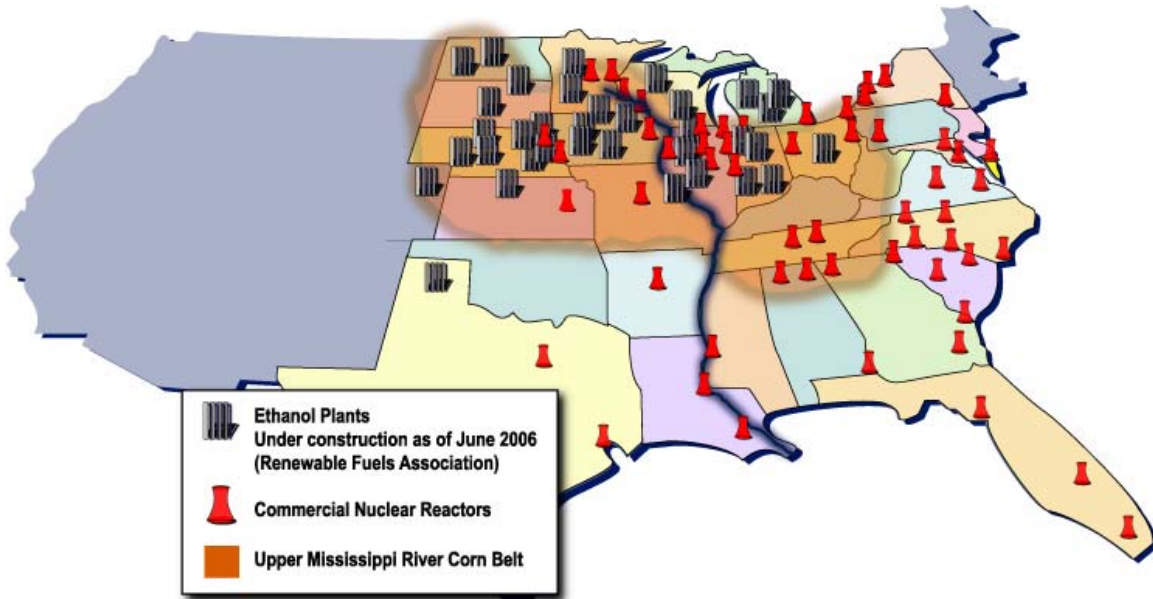 Ethanol Plants
Under construction as of June 2006
(Renewable Fuels Association)
Commercial Nuclear Reactors
Upper Mississippi River Corn Belt